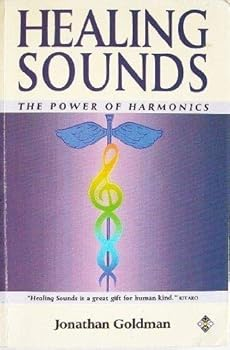 HEALING
SOUNDS
THE POWER OF HARMONICS
"Healing Sounds is a great gift for human kind." KITARO
Jonathan Goldman